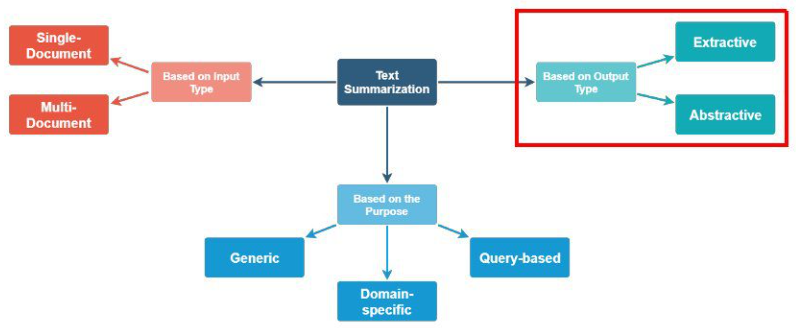 Single-
Document
Multi-
Document
Based on Input
Type
Text
Summarization
Based on Output
Type
Extractive
Abstractive
Based on the
Purpose
Generic
Domain-
specific
Query-based